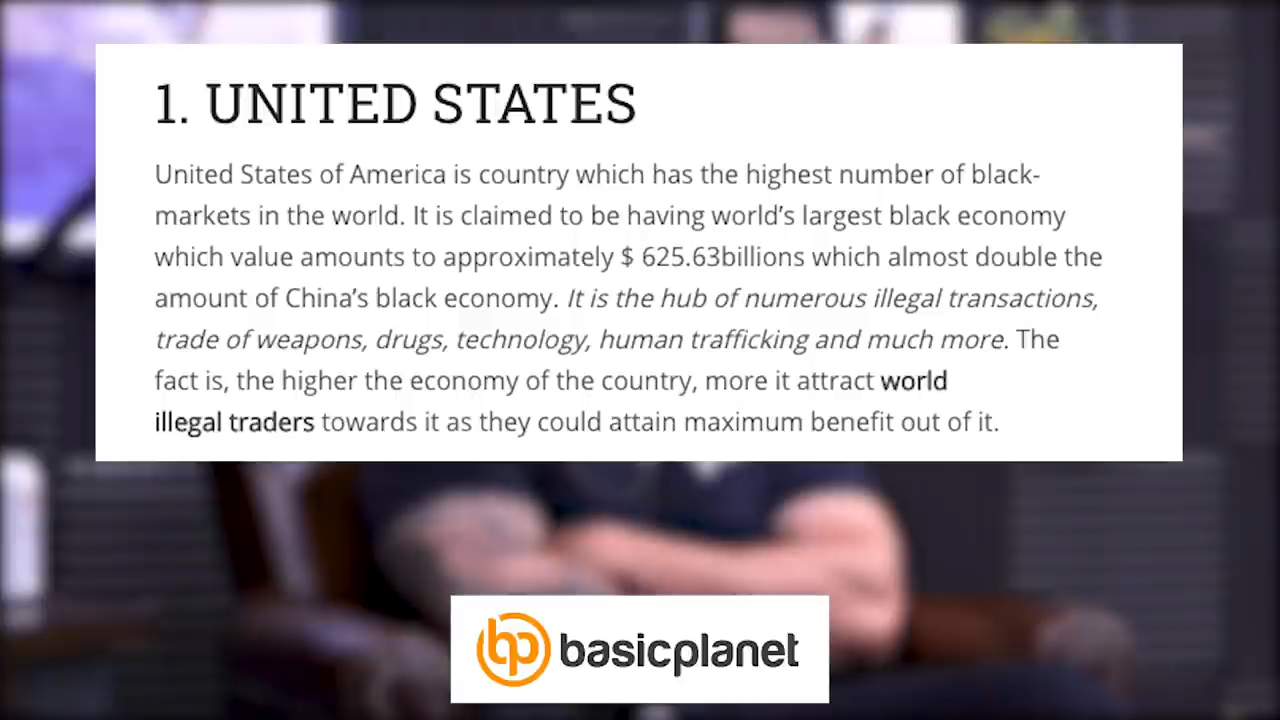 1. UNITED STATES
United States of America is country which has the highest number of black-
markets in the world. It is claimed to be having world’s largest black economy
which value amounts to approximately $ 625.63billions which almost double the
amount of China’s black economy. It is the hub of numerous illegal transactions,
trade of weapons, drugs, technology, human trafficking and much more. The
fact is, the higher the economy of the country, more it attract world
illegal traders towards it as they could attain maximum benefit out of it.
bp basicplanet